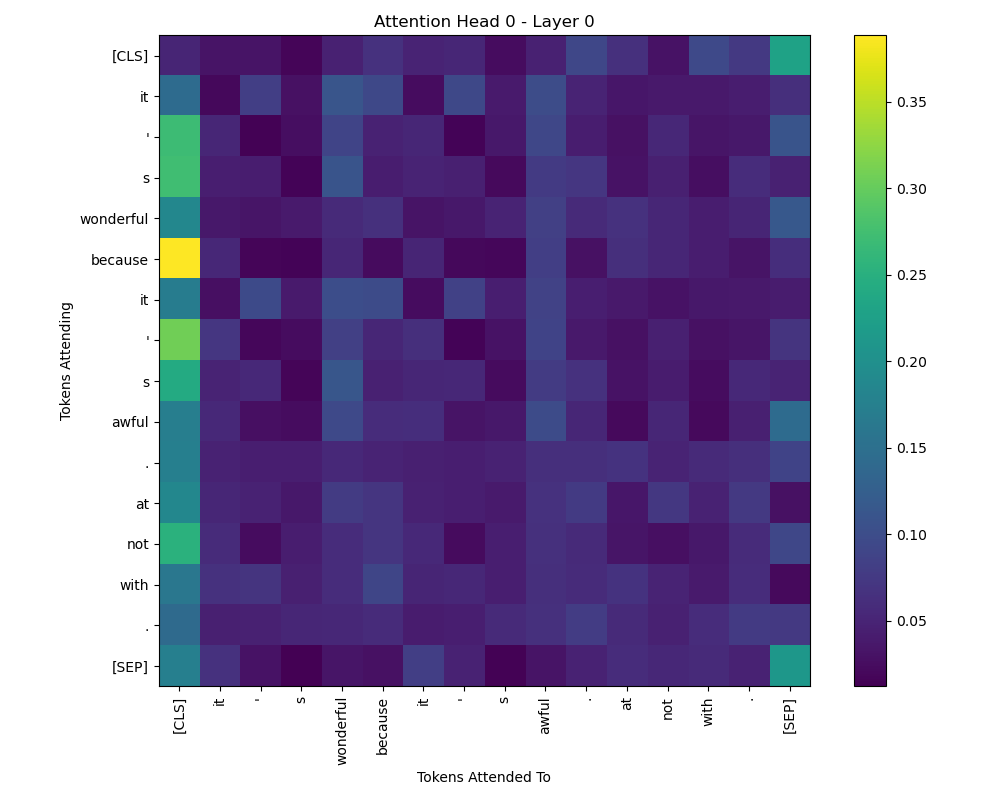 Attention Head 0 - Layer 0
[CLS]
it
'
s
wonderful
because
it
'
s
awful
.
at
not
with
.
[SEP]
Tokens Attending
[CLS] it ' s wonderful because it ' s awful . at not with . [SEP]
Tokens Attended To
0.35
0.30
0.25
0.20
0.15
0.10
0.05